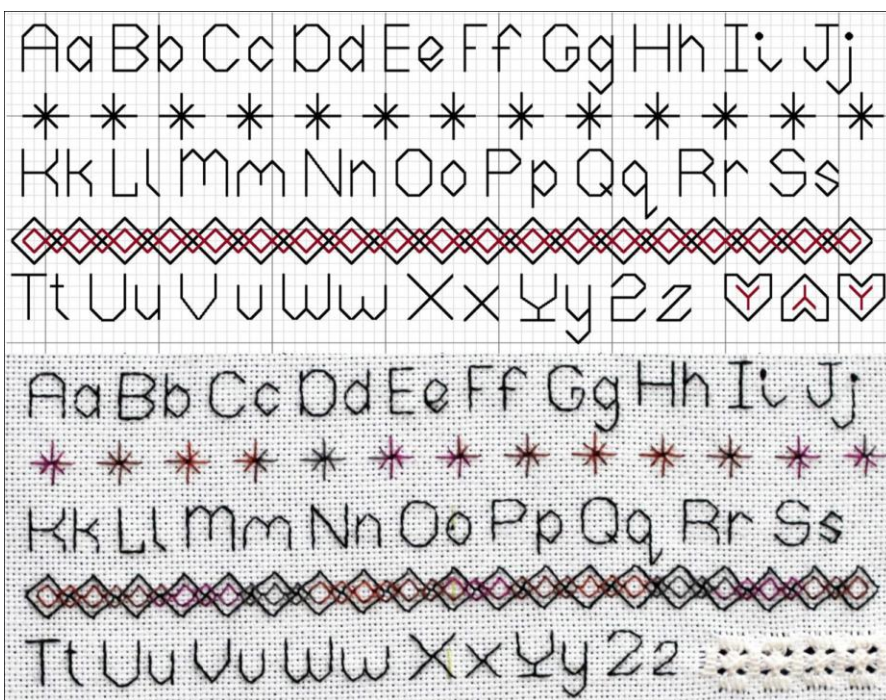 Aa Bb Cc Dd Ee Ff Gg Hh Ii Jj
Kk Ll Mm Nn Oo Pp Qq Rr Ss
Tt Uu Vv Ww Xx Yy Zz
Aa Bb Cc Dd Ee Ff Gg Hh Ii Jj
Kk Ll Mm Nn Oo Pp Qq Rr Ss
Tt Uu Vv Ww Xx Yy Zz